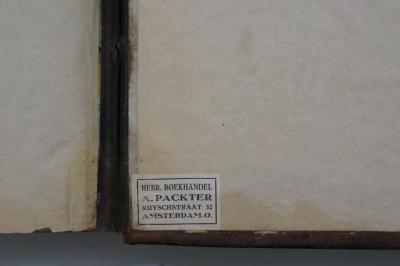 HEBR. BOEKHANDEL
A. PACKTER
RUYSCHSTRAAT 32
AMSTERDAM.O.